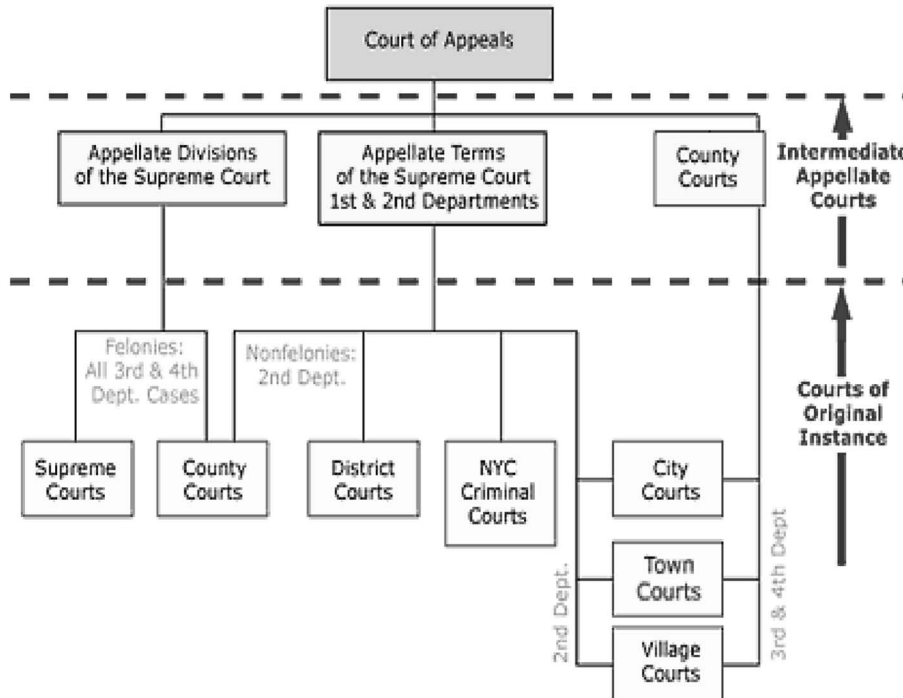 Court of Appeals
Appellate Divisions
of the Supreme Court
Appellate Terms
of the Supreme Court
1st & 2nd Departments
County
Courts
Intermediate
Appellate
Courts
Felonies:
All 3rd & 4th
Dept. Cases
Nonfelonies:
2nd Dept.
Courts of
Original
Instance
Supreme
Courts
County
Courts
District
Courts
NYC
Criminal
Courts
City
Courts
Town
Courts
Village
Courts
2nd Dept.
3rd & 4th Dept